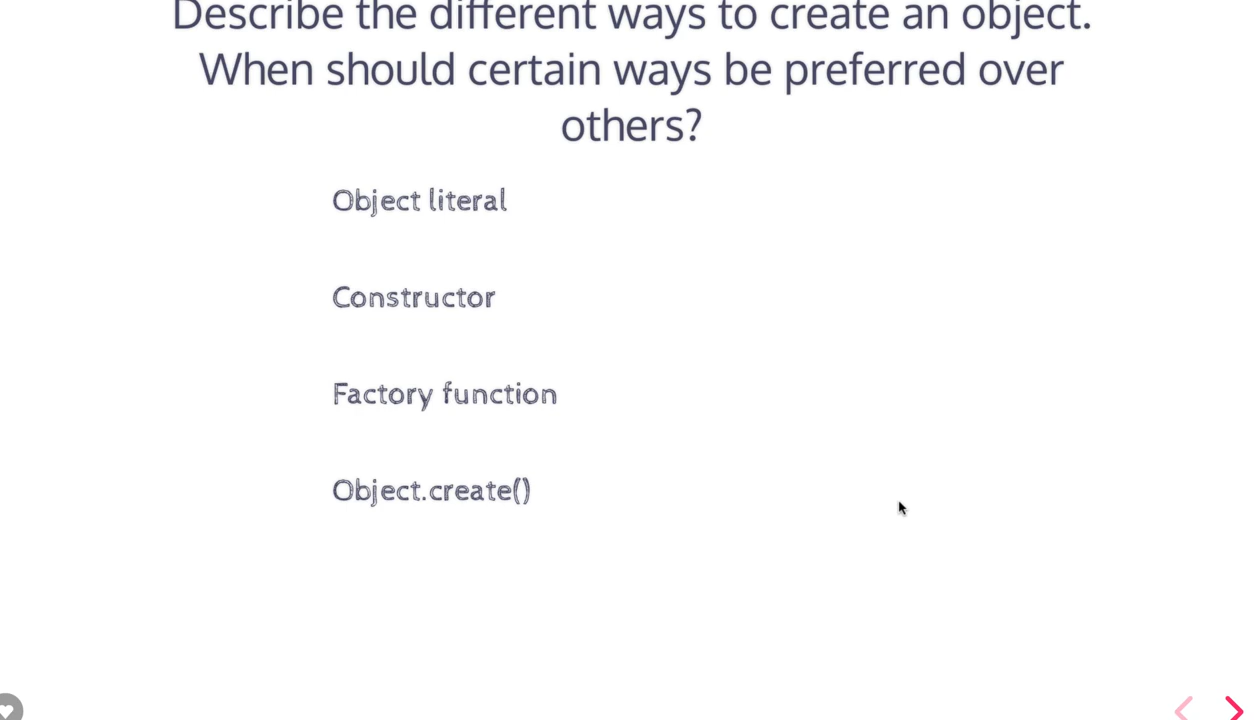 Describe the different ways to create an object.
When should certain ways be preferred over
others?
Object literal
Constructor
Factory function
Object.create()